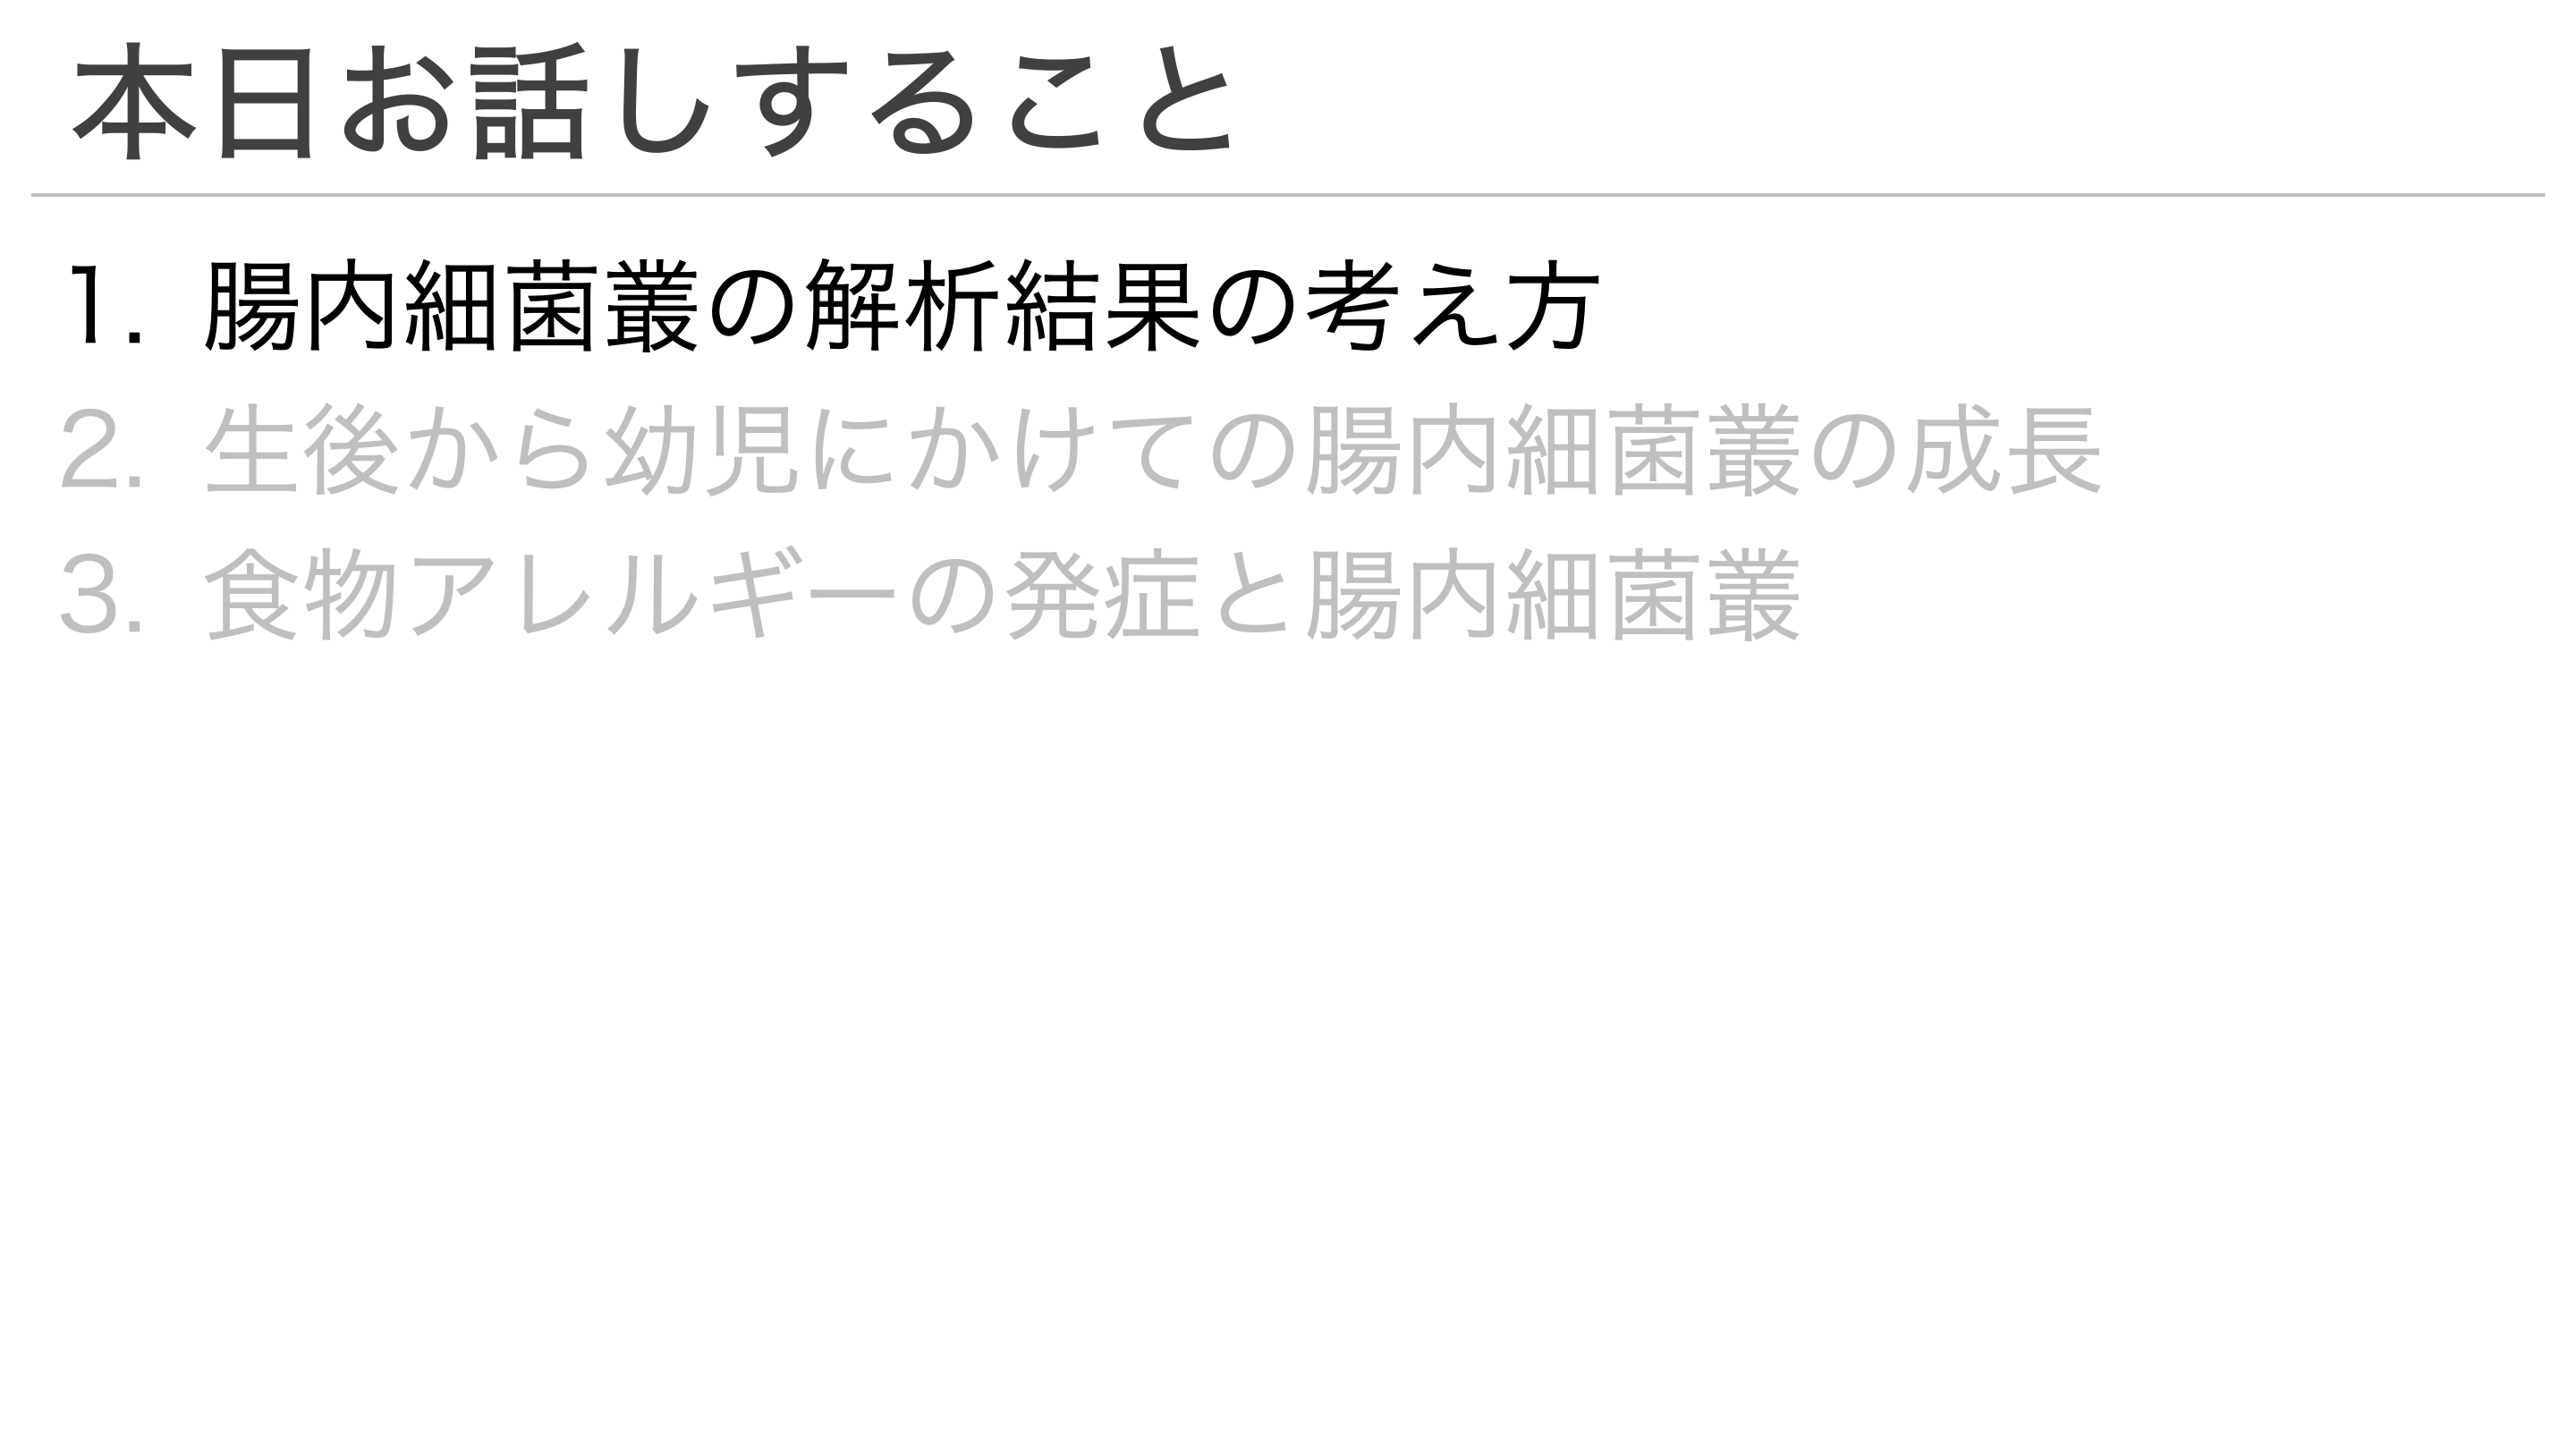 本日お話しすること
1. 腸内細菌叢の解析結果の考え方
2. 生後から幼児にかけての腸内細菌叢の成長
3. 食物アレルギーの発症と腸内細菌叢